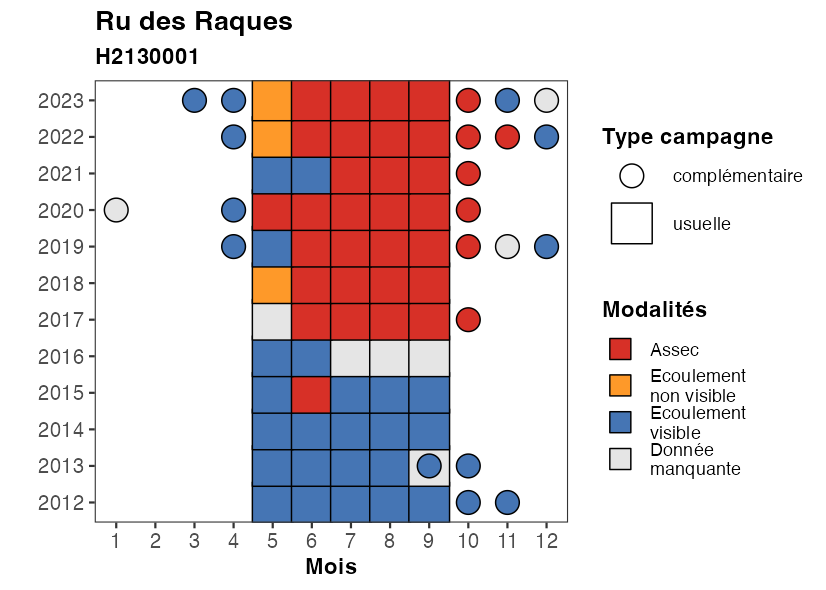 Ru des Raques
H2130001
2023
2022
2021
2020
2019
2018
2017
2016
2015
2014
2013
2012
1 2 3 4 5 6 7 8 9 10 11 12
Mois
Type campagne
complémentaire
usuelle
Modalités
Assec
Ecoulement
non visible
Ecoulement
visible
Donnée
manquante